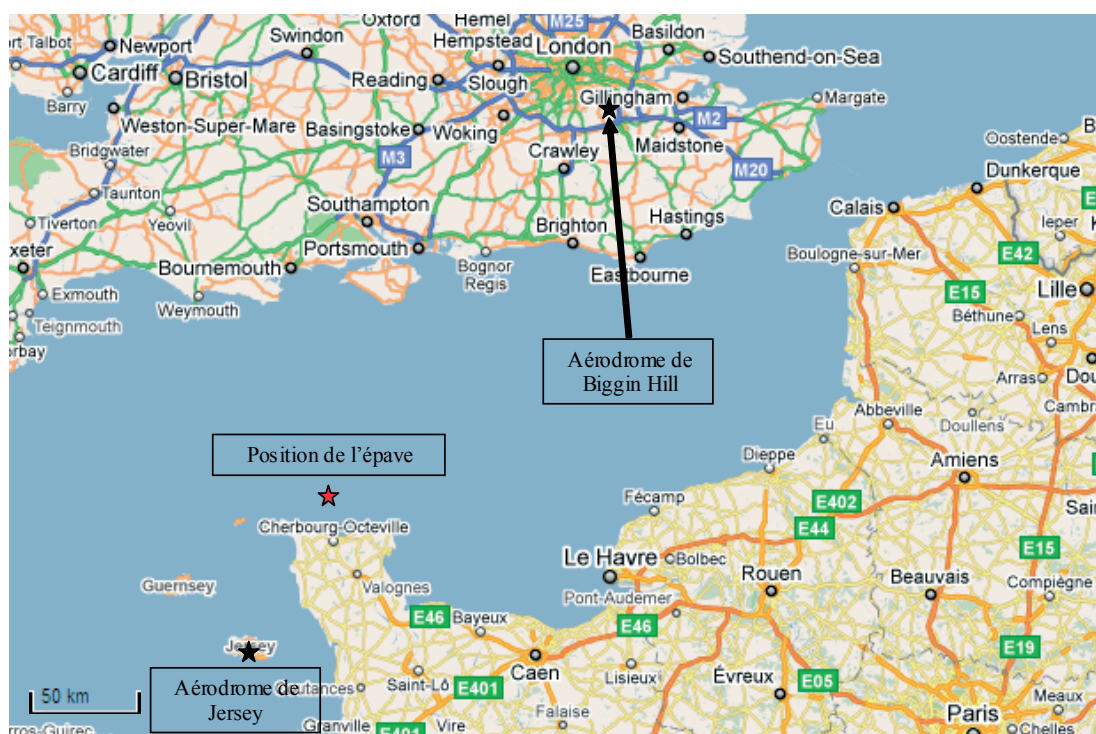 Oxford
Hemel
Hempstead
M25
Basildon
Newport
Swindon
London
Southend-on-Sea
Cardiff
Bristol
Reading
Slough
Gillingham
Margate
Barry
Weston-Super-Mare
Basingstoke
Woking
M2
Maidstone
Oostende
Bridgwater
M3
Crawley
M20
Dunkerque
Taunton
Southampton
Hastings
Calais
Tiverton
Yeovil
Brighton
Ieper
Portsmouth
Bognor
Regis
Eastbourne
Boulogne-sur-Mer
E42
Bournemouth
Exmouth
Weymouth
E15
Lille
Teignmouth
Béthune
Lens
Aérodrome de
Biggin Hill
Arras
Abbeville
Doullens
Eu
Position de l'épave
Dieppe
Amiens
Fécamp
E402
Cherbourg-Octeville
E44
Le Havre
Bolbec
E15
Guernsey
Valognes
Rouen
Beauvais
Compiègne
Pont-Audemer
E46
Bayeux
E46
Jersey
Caen
Lisieux
E19
Saint-Lô
E401
Évreux
E05
50 km
Aérodrome de
Jersey
Meaux
Falaise
Paris
Granville
E401
Vire
Chelles